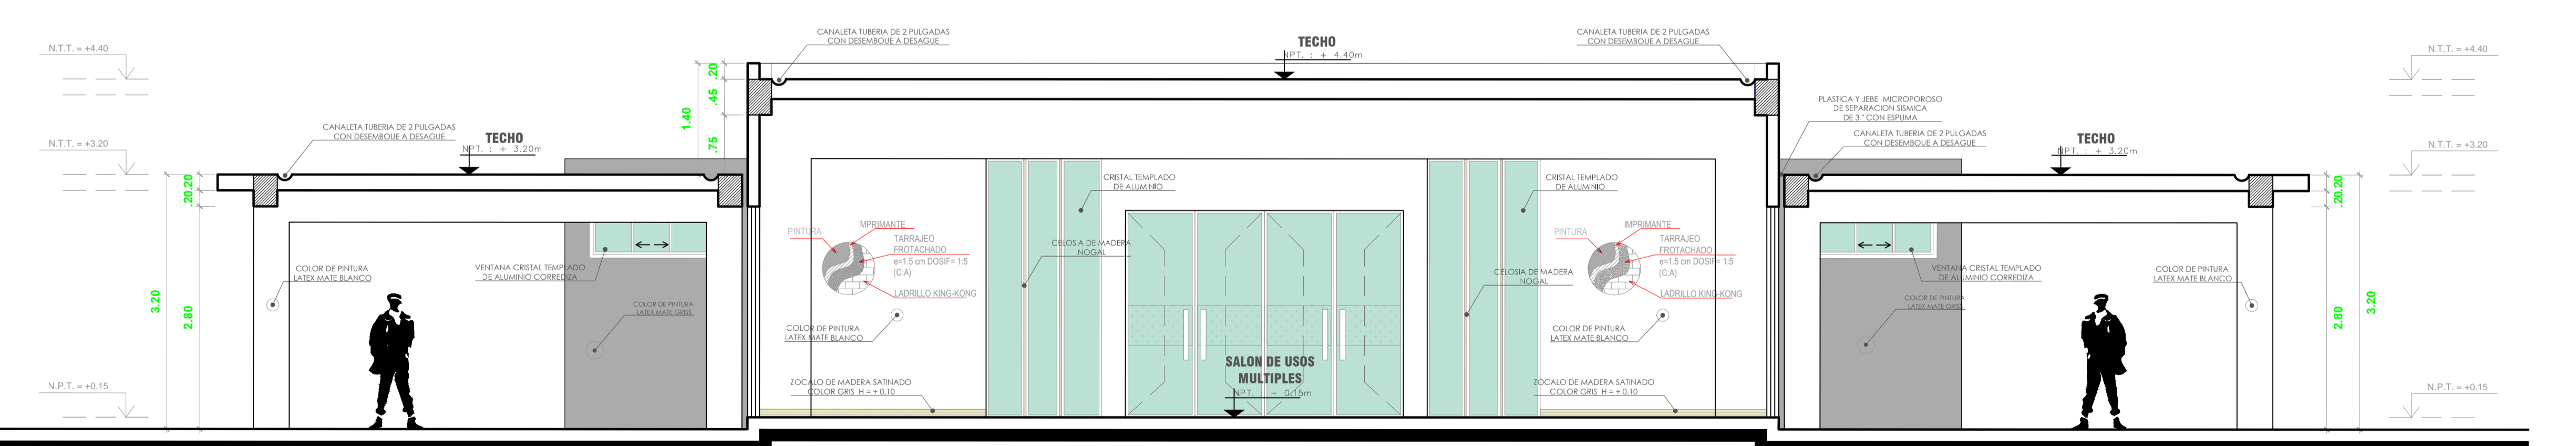 CANALETA TUBERIA DE 2 PULGADAS
CON DESEMBOUE A DESAGUE
TECHO
NPT. : + 4.40m
CANALETA TUBERIA DE 2 PULGADAS
CON DESEMBOUE A DESAGUE
N.T.T. = +4.40
N.T.T. = +4.40
.20
.45
1.40
.75
PLASTICA Y JEBE MICROPOROSO
DE SEPARACION SISMICA
DE 3 " CON ESPUMA
CANALETA TUBERIA DE 2 PULGADAS
CON DESEMBOUE A DESAGUE
TECHO
NPT. : + 3.20m
CANALETA TUBERIA DE 2 PULGADAS
CON DESEMBOUE A DESAGUE
TECHO
NPT. : + 3.20m
N.T.T. = +3.20
N.T.T. = +3.20
.20.20
.20.20
CRISTAL TEMPLADO
DE ALUMINIO
CRISTAL TEMPLADO
DE ALUMINIO
PINTURA
IMPRIMANTE
TARRAJEO
FROTACHADO
e=1.5 cm DOSIF= 1:5
(C:A)
LADRILLO KING-KONG
CELOSIA DE MADERA
NOGAL
PINTURA
IMPRIMANTE
TARRAJEO
FROTACHADO
e=1.5 cm DOSIF= 1:5
(C:A)
LADRILLO KING-KONG
CELOSIA DE MADERA
NOGAL
COLOR DE PINTURA
LATEX MATE BLANCO
VENTANA CRISTAL TEMPLADO
DE ALUMINIO CORREDIZA
VENTANA CRISTAL TEMPLADO
DE ALUMINIO CORREDIZA
COLOR DE PINTURA
LATEX MATE BLANCO
3.20
2.80
COLOR DE PINTURA
LATEX MATE GRISS
COLOR DE PINTURA
LATEX MATE GRISS
2.80
3.20
COLOR DE PINTURA
LATEX MATE BLANCO
COLOR DE PINTURA
LATEX MATE BLANCO
SALON DE USOS
MULTIPLES
NPT. : + 0.15m
ZOCALO DE MADERA SATINADO
COLOR GRIS H = + 0.10
ZOCALO DE MADERA SATINADO
COLOR GRIS H = + 0.10
N.P.T. = +0.15
N.P.T. = +0.15